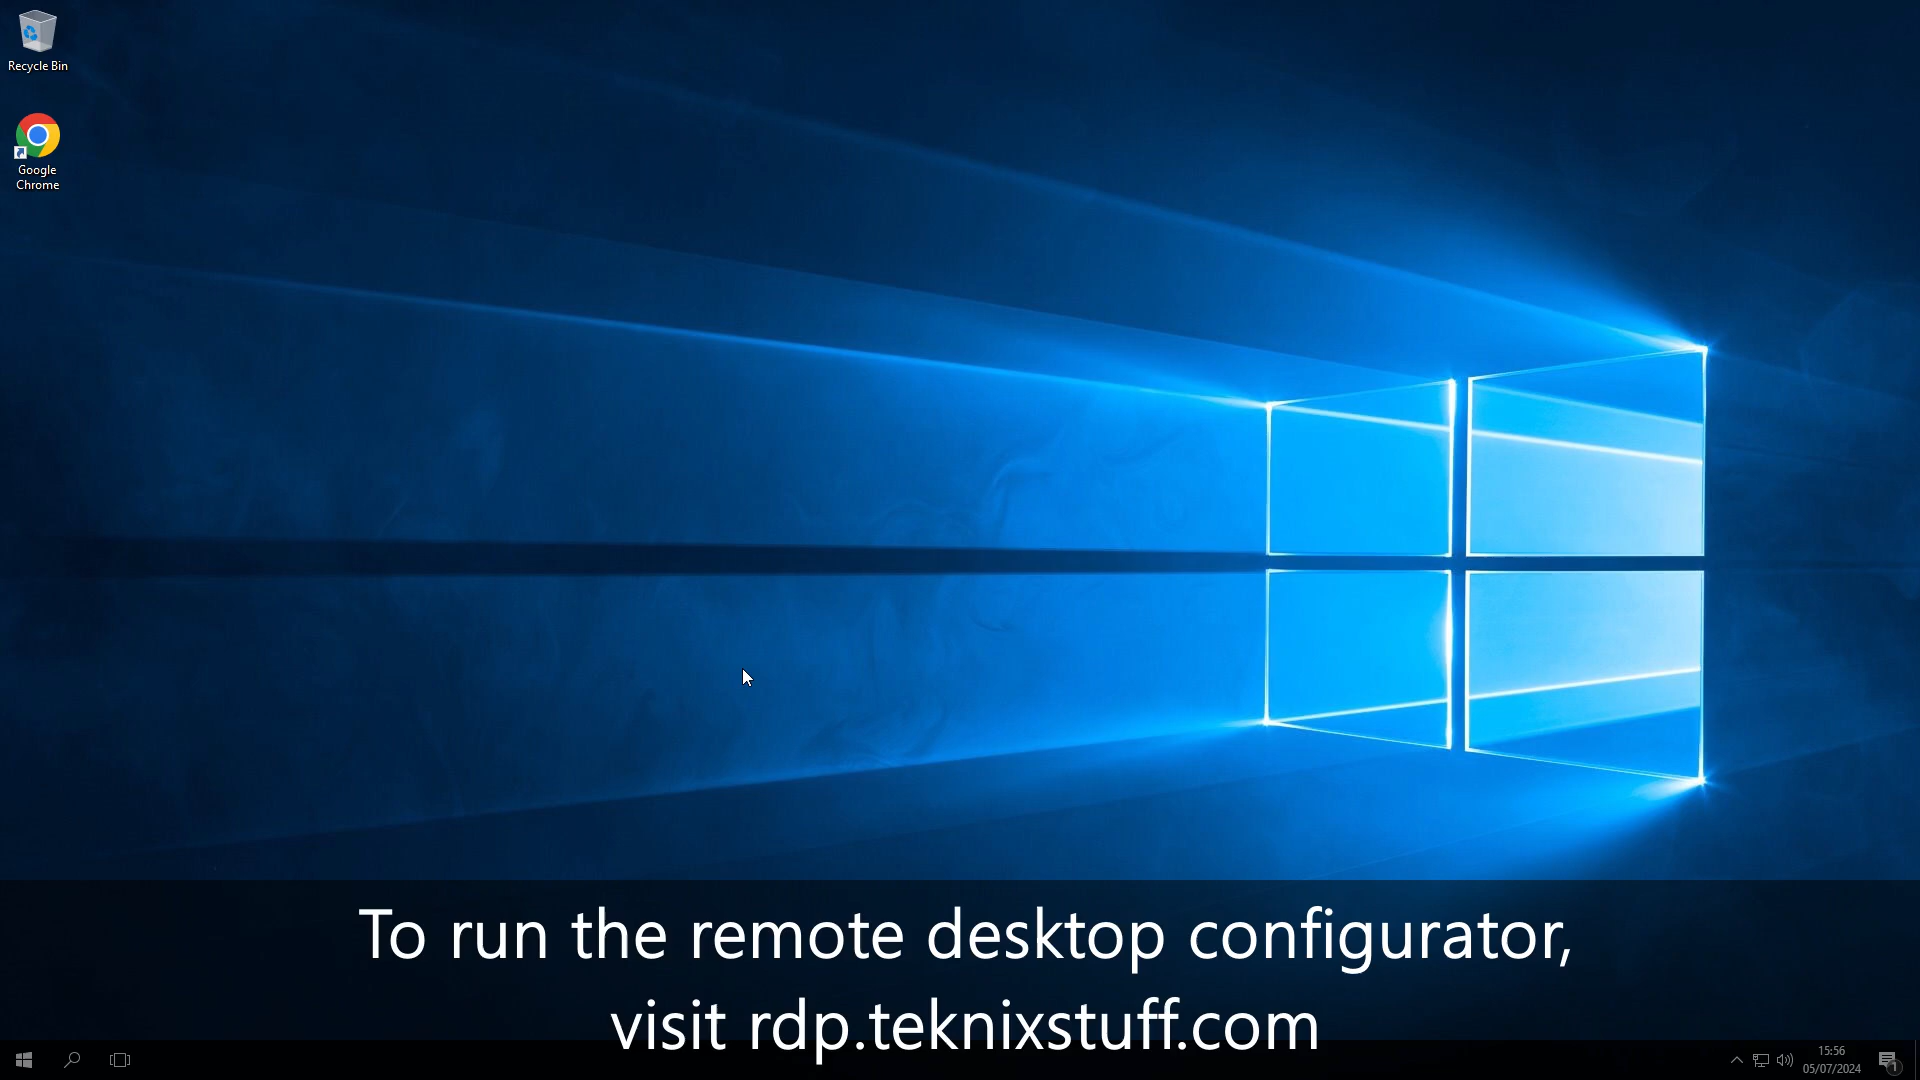 Recycle Bin
Google
Chrome
To run the remote desktop configurator,
visit rdp.teknixstuff.com
15:56
05/07/2024
1